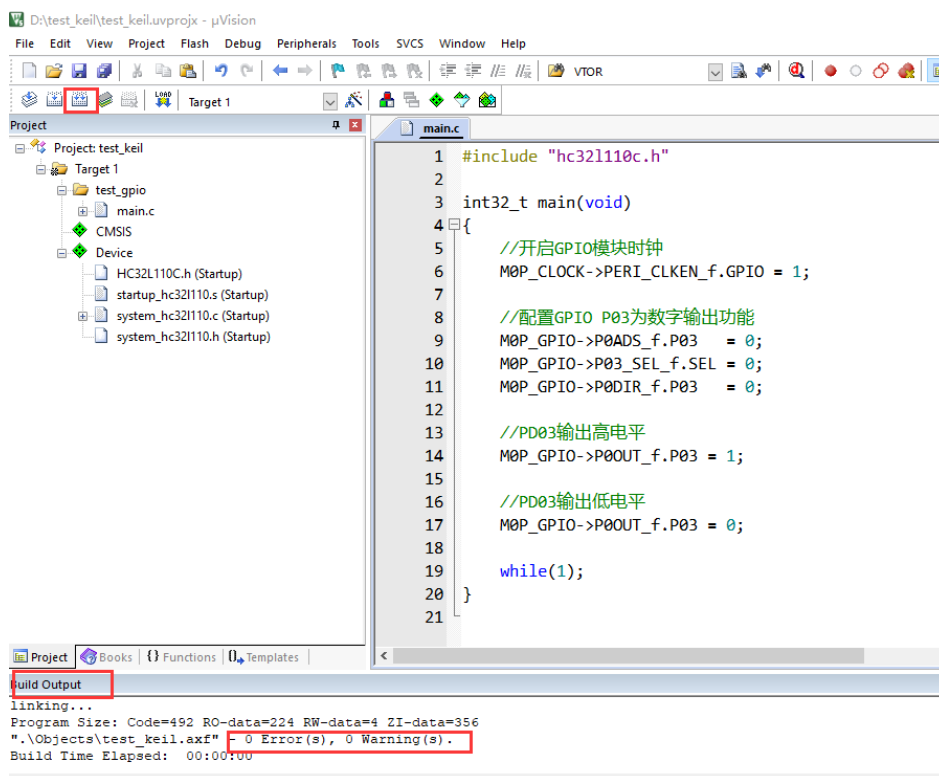 D:\test_keil\test_keil.uvprojx - µVision
File Edit View Project Flash Debug Peripherals Tools SVCS Window Help
VTOR
LOAD Target 1
Project
main.c
Project: test_keil
Target 1
test_gpio
main.c
CMSIS
Device
HC32L110C.h (Startup)
startup_hc32l110.s (Startup)
system_hc32l110.c (Startup)
system_hc32l110.h (Startup)
1 #include "hc32l110c.h"
2
3 int32_t main(void)
4 {
5 //开启GPIO模块时钟
6 M0P_CLOCK->PERI_CLKEN_f.GPIO = 1;
7
8 //配置GPIO P03为数字输出功能
9 M0P_GPIO->P0ADS_f.P03 = 0;
10 M0P_GPIO->P03_SEL_f.SEL = 0;
11 M0P_GPIO->P0DIR_f.P03 = 0;
12
13 //PD03输出高电平
14 M0P_GPIO->P0OUT_f.P03 = 1;
15
16 //PD03输出低电平
17 M0P_GPIO->P0OUT_f.P03 = 0;
18
19 while(1);
20 }
21
Project Books {} Functions 0 Templates
Build Output
linking...
Program Size: Code=492 RO-data=224 RW-data=4 ZI-data=356
".\Objects\test_keil.axf" - 0 Error(s), 0 Warning(s).
Build Time Elapsed: 00:00:00